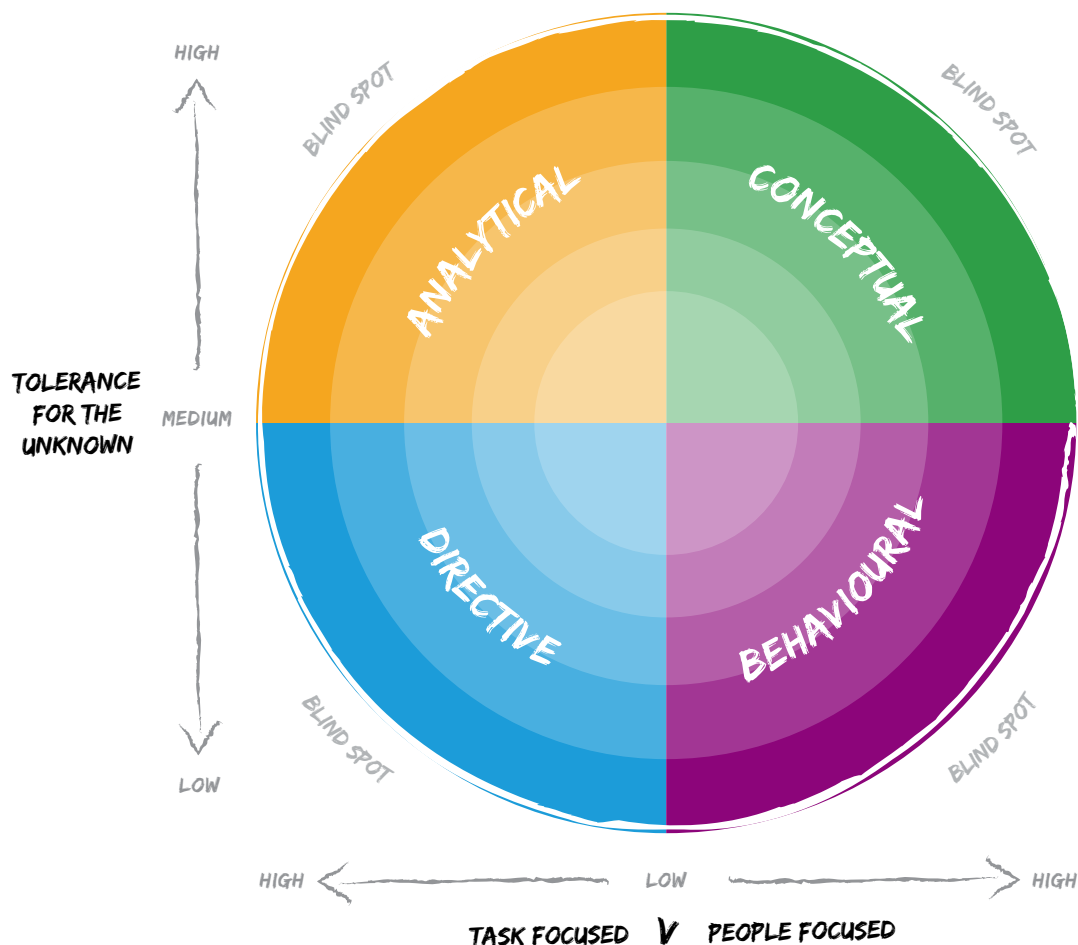 HIGH
BLIND SPOT
BLIND SPOT
ANALYTICAL
CONCEPTUAL
TOLERANCE
FOR THE
UNKNOWN
MEDIUM
DIRECTIVE
BEHAVIOURAL
BLIND SPOT
BLIND SPOT
LOW
HIGH
LOW
HIGH
TASK FOCUSED V PEOPLE FOCUSED